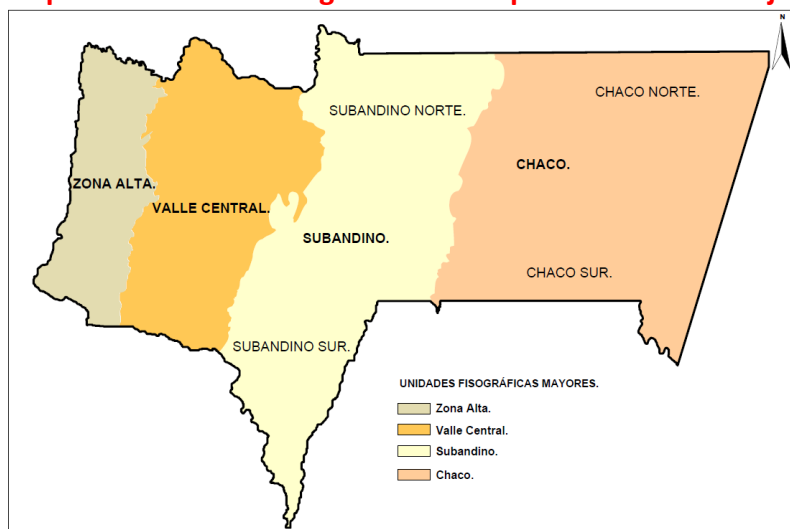 N
SUBANDINO NORTE.
CHACO NORTE.
CHACO.
ZONA ALTA.
VALLE CENTRAL.
SUBANDINO.
CHACO SUR.
SUBANDINO SUR.
UNIDADES FISOGRÁFICAS MAYORES.
Zona Alta.
Valle Central.
Subandino.
Chaco.